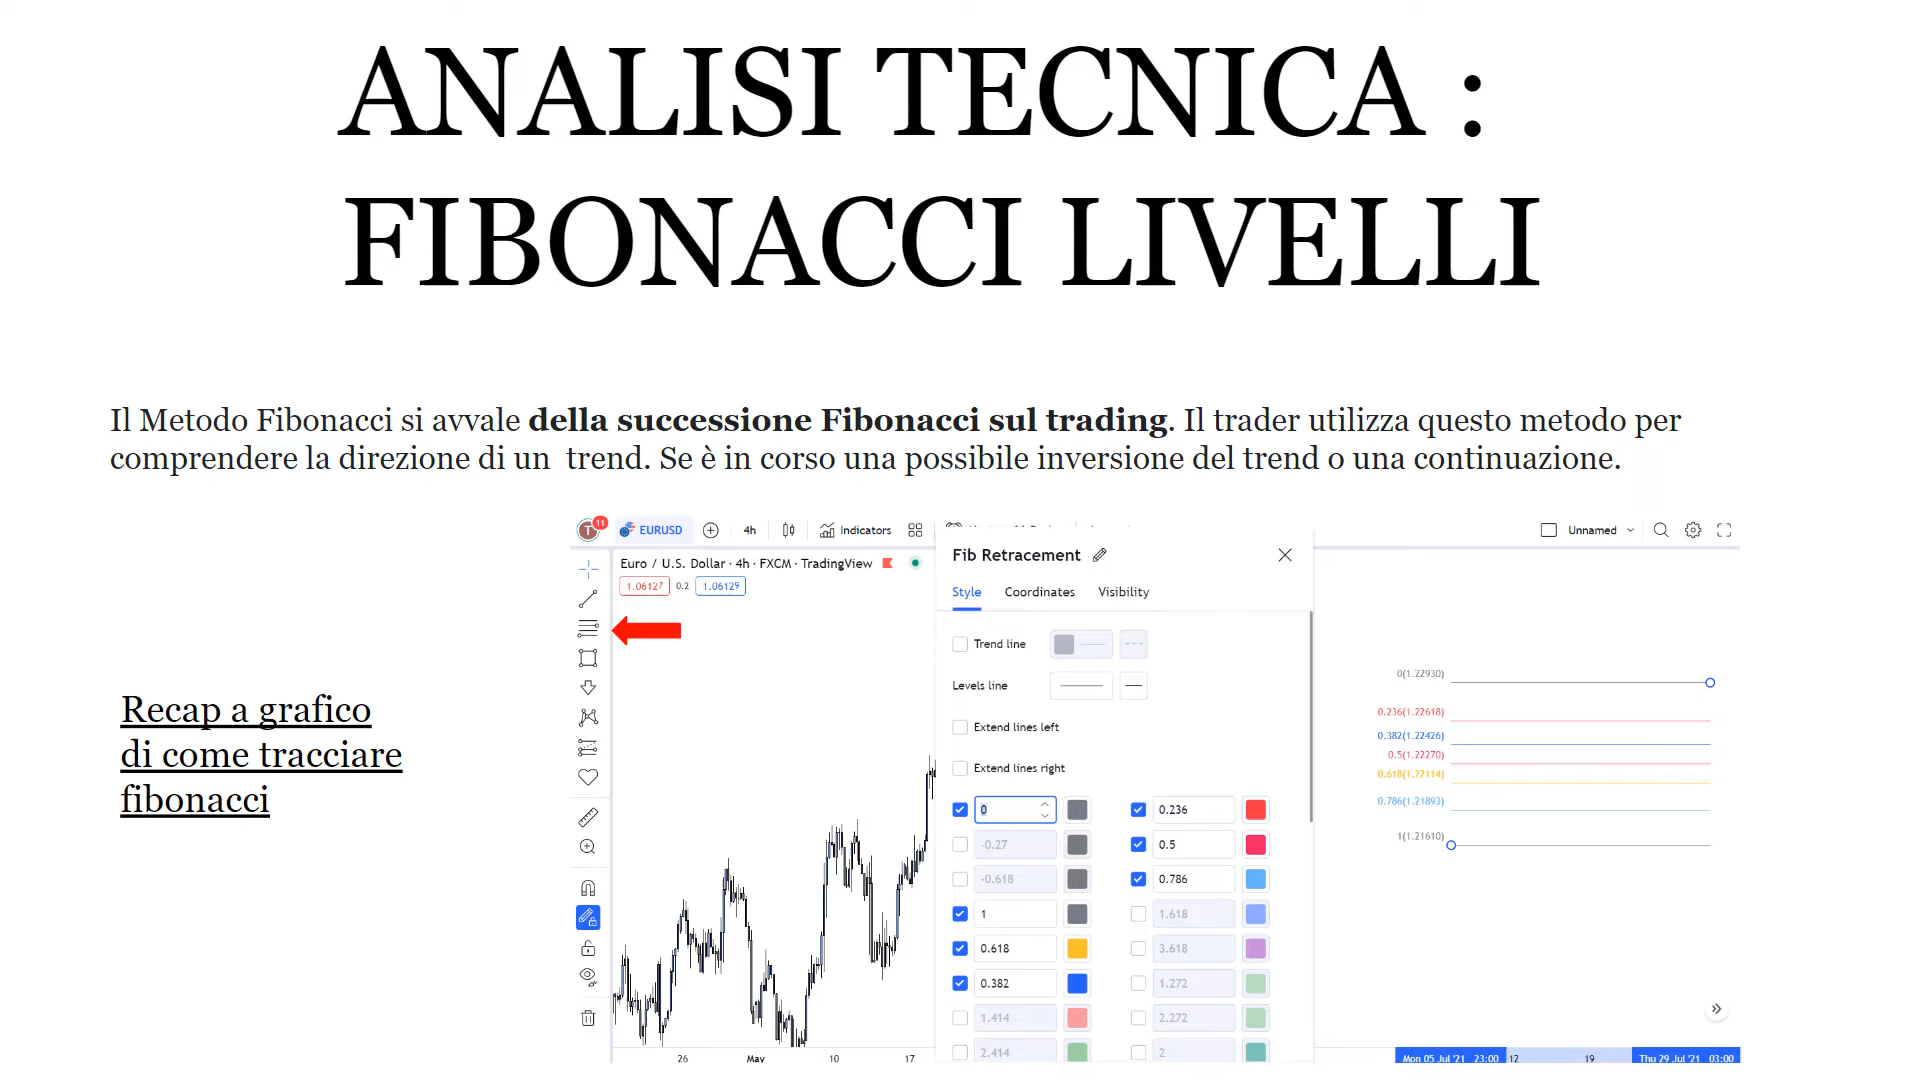 ANALISI TECNICA :
FIBONACCI LIVELLI
Il Metodo Fibonacci si avvale della successione Fibonacci sul trading. Il trader utilizza questo metodo per
comprendere la direzione di un  trend. Se è in corso una possibile inversione del trend o una continuazione.
Recap a grafico
di come tracciare
fibonacci
T 11 EURUSD 4h Indicators Unnamed
Euro / U.S. Dollar · 4h · FXCM · TradingView
1.06127 0.2 1.06129
Fib Retracement
Style Coordinates Visibility
Trend line
Levels line
Extend lines left
Extend lines right
0 0.236
-0.27 0.5
-0.618 0.786
1 1.618
0.618 3.618
0.382 1.272
1.414 2.272
2.414 2
0(1.22930)
0.236(1.22618)
0.382(1.22426)
0.5(1.22270)
0.618(1.22114)
0.786(1.21893)
1(1.21610)
26 May 10 17 Mon 05 Jul '21 23:00 12 19 Thu 29 Jul '21 03:00